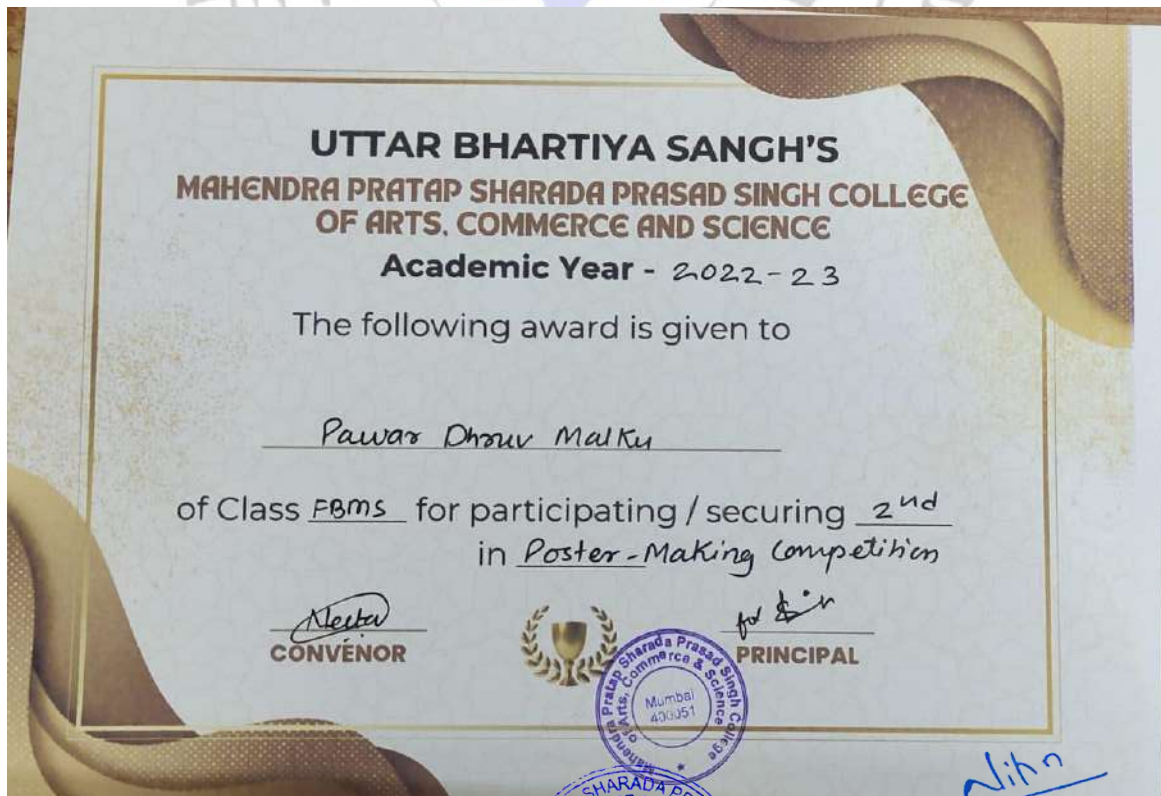 UTTAR BHARTIYA SANGH'S
MAHENDRA PRATAP SHARADA PRASAD SINGH COLLEGE
OF ARTS, COMMERCE AND SCIENCE
Academic Year - 2022-23
The following award is given to
Pawar Dhruv Malku
of Class FBMS for participating / securing 2nd
in Poster-Making Competition
Neeta
for
CONVENOR
PRINCIPAL
Mahendra Pratap Sharada Prasad Singh College
of Arts, Commerce & Science
Mumbai
400051
SHARADA